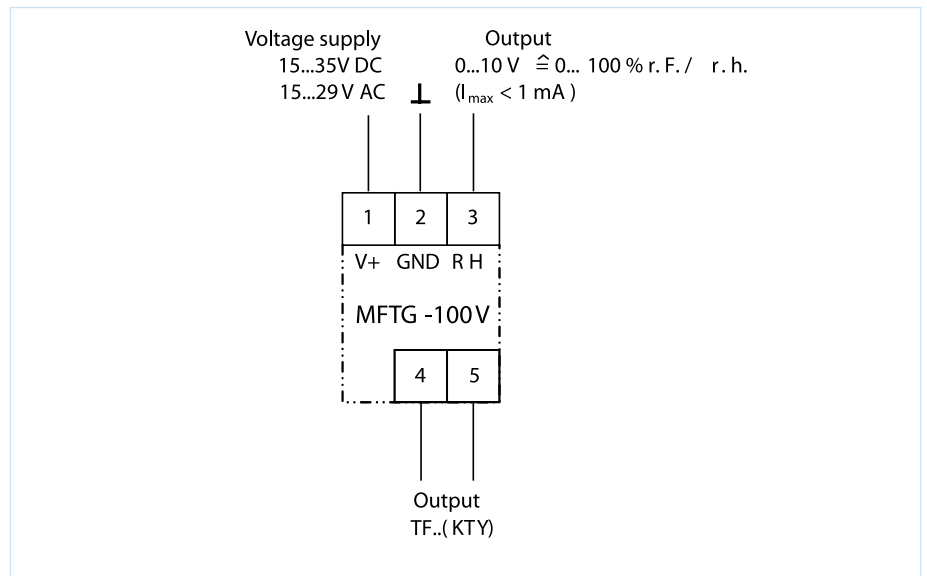 Voltage supply
15...35V DC
15...29 V AC
⊥
Output
0...10 V ≙ 0... 100 % r. F. / r. h.
(Imax < 1 mA )
1 2 3
V+ GND R H
MFTG -100 V
4 5
Output
TF..( KTY)